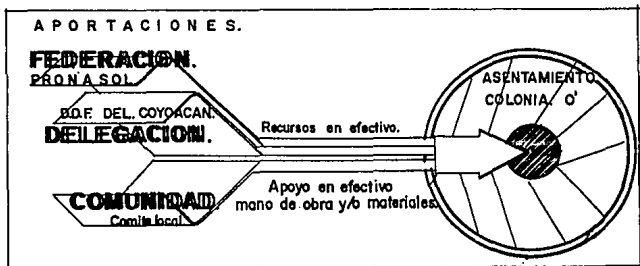 APORTACIONES.
FEDERACION.
PRONASOL
D.D.F. DEL. COYOACAN.
DELEGACION.
COMUNIDAD.
Comite local
Recursos en efectivo.
Apoyo en efectivo
mano de obra y/o materiales.
ASENTAMIENTO
COLONIA. O'